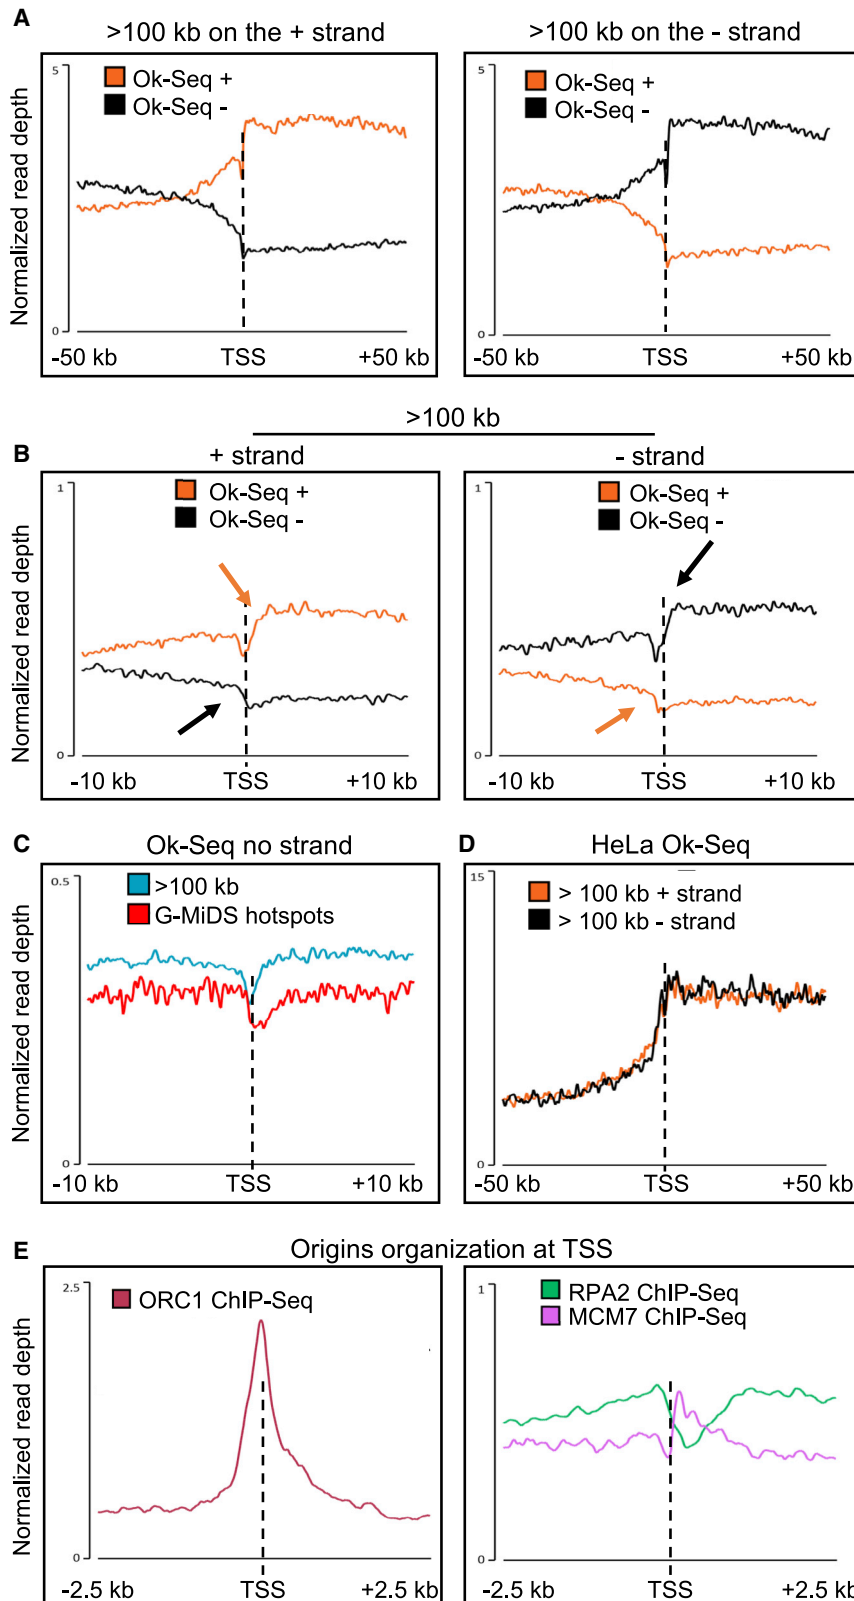 A
>100 kb on the + strand
>100 kb on the - strand
Normalized read depth
5
Ok-Seq +
Ok-Seq -
0
-50 kb
TSS
+50 kb
5
Ok-Seq +
Ok-Seq -
0
-50 kb
TSS
+50 kb
>100 kb
B
+ strand
- strand
Normalized read depth
1
Ok-Seq +
Ok-Seq -
0
-10 kb
TSS
+10 kb
1
Ok-Seq +
Ok-Seq -
0
-10 kb
TSS
+10 kb
C
Ok-Seq no strand
Normalized read depth
0.5
>100 kb
G-MiDS hotspots
0
-10 kb
TSS
+10 kb
D
HeLa Ok-Seq
15
> 100 kb + strand
> 100 kb - strand
0
-50 kb
TSS
+50 kb
E
Origins organization at TSS
Normalized read depth
2.5
ORC1 ChIP-Seq
0
-2.5 kb
TSS
+2.5 kb
1
RPA2 ChIP-Seq
MCM7 ChIP-Seq
0
-2.5 kb
TSS
+2.5 kb